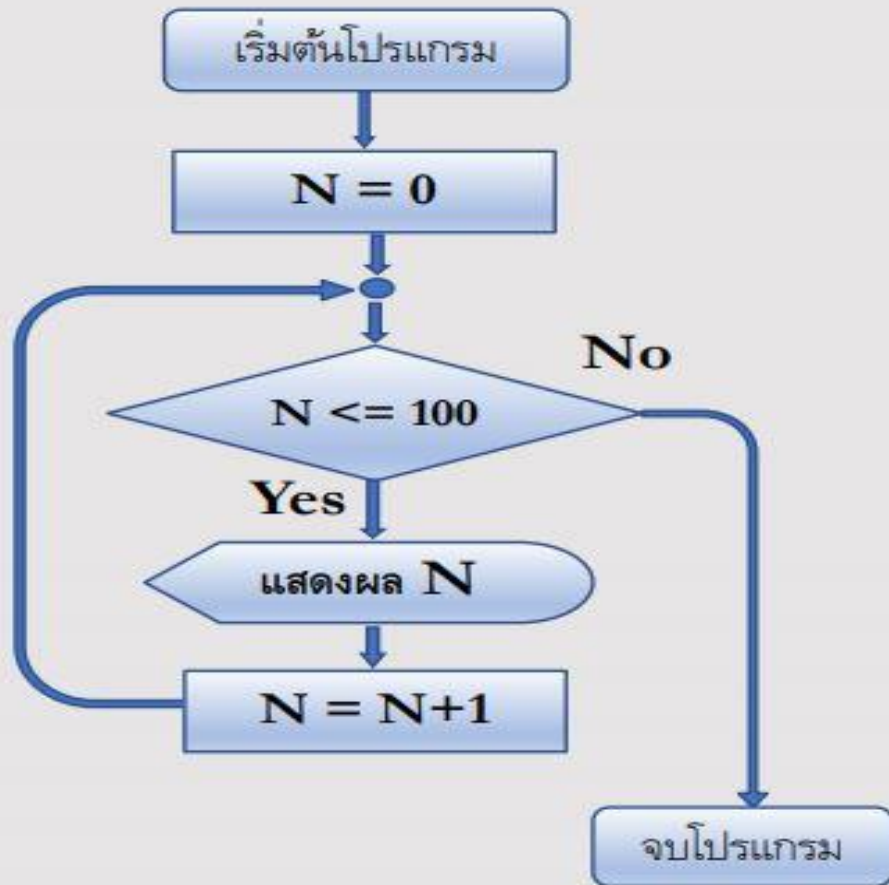 เริ่มต้นโปรแกรม
N = 0
N <= 100
No
Yes
แสดงผล N
N = N+1
จบโปรแกรม